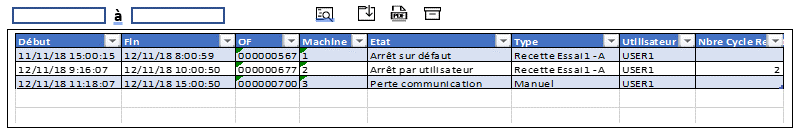 à
PDF
Début Fin OF Machine Etat Type Utilisateur Nbre Cycle Re
11/11/18 15:00:15 12/11/18 8:00:59 000000567 1 Arrêt sur défaut Recette Essai 1 - A USER1
12/11/18 9:16:07 12/11/18 10:00:50 000000677 2 Arrêt par utilisateur Recette Essai 1 - A USER1 2
12/11/18 11:18:07 12/11/18 15:00:50 000000700 3 Perte communication Manuel USER1